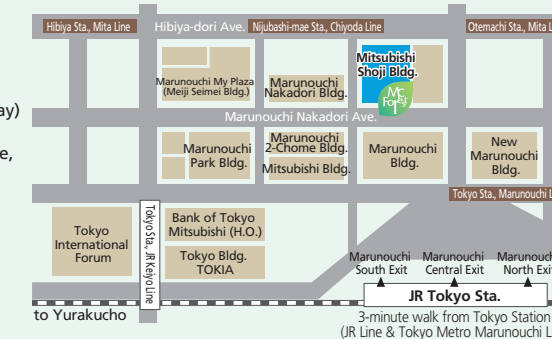 Hibiya Sta., Mita Line
Hibiya-dori Ave.
Nijubashi-mae Sta., Chiyoda Line
Otemachi Sta., Mita L
Mitsubishi
Shoji Bldg.
Marunouchi My Plaza
(Meiji Seimei Bldg.)
Marunouchi
Nakadori Bldg.
MC
Forest
ay)
Marunouchi Nakadori Ave.
e,
Marunouchi
Park Bldg.
Marunouchi
2-Chome Bldg.
Mitsubishi Bldg.
Marunouchi
Bldg.
New
Marunouchi
Bldg.
Tokyo Sta., Marunouchi L
Tokyo
International
Forum
Tokyo Sta., JR Keiyo Line
Bank of Tokyo
Mitsubishi (H.O.)
Tokyo Bldg.
TOKIA
Marunouchi
South Exit
Marunouchi
Central Exit
Marunouch
North Exit
JR Tokyo Sta.
to Yurakucho
3-minute walk from Tokyo Station
(JR Line & Tokyo Metro Marunouchi L